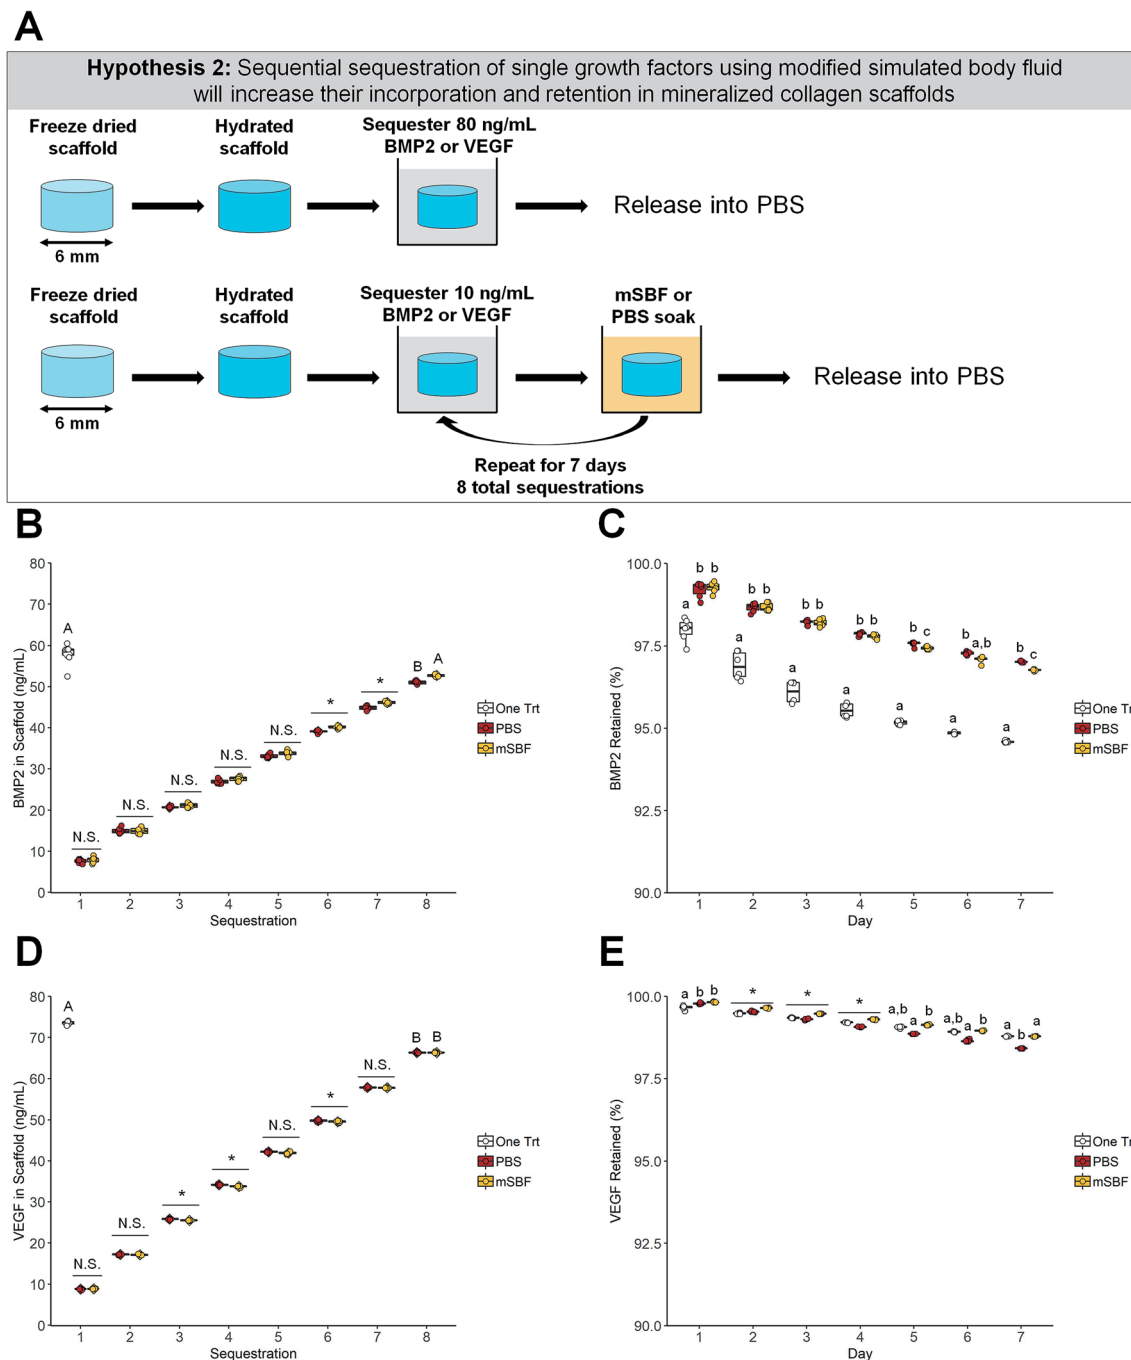 A
Hypothesis 2: Sequential sequestration of single growth factors using modified simulated body fluid
will increase their incorporation and retention in mineralized collagen scaffolds
Freeze dried
scaffold
Hydrated
scaffold
Sequester 80 ng/mL
BMP2 or VEGF
Release into PBS
6 mm
Freeze dried
scaffold
Hydrated
scaffold
Sequester 10 ng/mL
BMP2 or VEGF
mSBF or
PBS soak
Release into PBS
6 mm
Repeat for 7 days
8 total sequestrations
B
BMP2 in Scaffold (ng/mL)
80
70
60
50
40
30
20
10
0
A
N.S.
N.S.
N.S.
N.S.
N.S.
*
*
B A
1 2 3 4 5 6 7 8
Sequestration
One Trt
PBS
mSBF
C
BMP2 Retained (%)
100.0
97.5
95.0
92.5
90.0
a b b
a b b
a b b
a b b
a b c
a b a,b
a b c
1 2 3 4 5 6 7
Day
One Trt
PBS
mSBF
D
VEGF in Scaffold (ng/mL)
80
70
60
50
40
30
20
10
0
A
N.S.
N.S.
*
*
N.S.
*
N.S.
B B
1 2 3 4 5 6 7 8
Sequestration
One Trt
PBS
mSBF
E
VEGF Retained (%)
100.0
97.5
95.0
92.5
90.0
a b b
*
*
*
a,b a b
a,b a b
a b a
1 2 3 4 5 6 7
Day
One Trt
PBS
mSBF